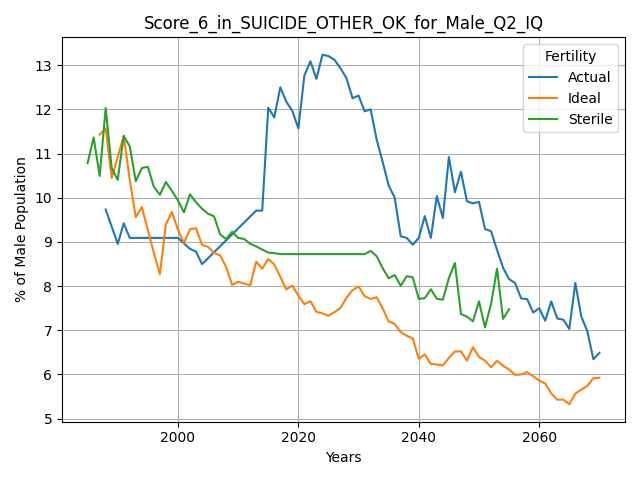 Score_6_in_SUICIDE_OTHER_OK_for_Male_Q2_IQ
% of Male Population
13
12
11
10
9
8
7
6
5
Fertility
Actual
Ideal
Sterile
2000
2020
2040
2060
Years